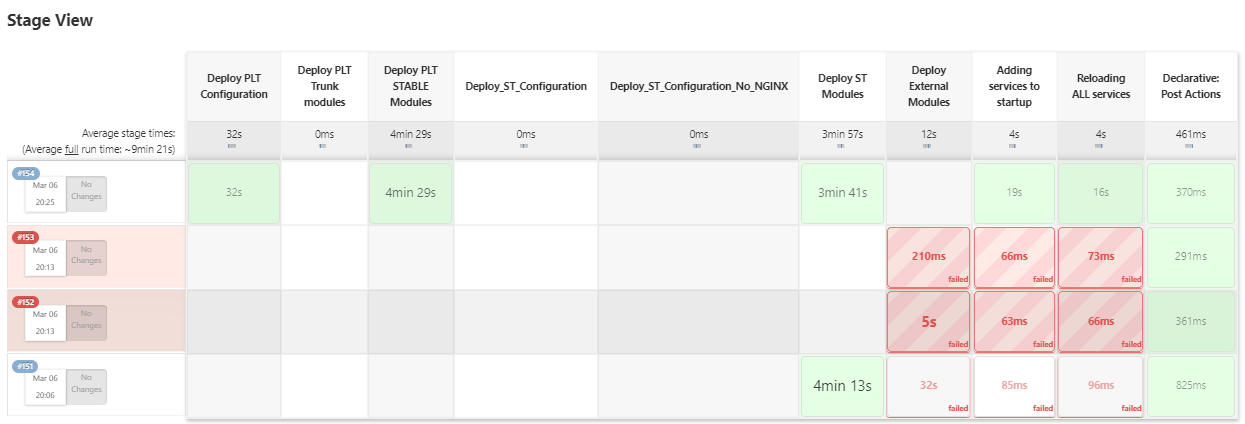 Stage View
Deploy PLT Configuration
Deploy PLT Trunk modules
Deploy PLT STABLE Modules
Deploy_ST_Configuration
Deploy_ST_Configuration_No_NGINX
Deploy ST Modules
Deploy External Modules
Adding services to startup
Reloading ALL services
Declarative: Post Actions
Average stage times:
(Average full run time: ~9min 21s)
32s
0ms
4min 29s
0ms
0ms
3min 57s
12s
4s
4s
461ms
#154
Mar 06
20:25
No Changes
32s
4min 29s
3min 41s
19s
16s
370ms
#153
Mar 06
20:13
No Changes
210ms
failed
66ms
failed
73ms
failed
291ms
#152
Mar 06
20:13
No Changes
5s
failed
63ms
failed
66ms
failed
361ms
#151
Mar 06
20:06
No Changes
4min 13s
32s
failed
85ms
failed
96ms
failed
825ms